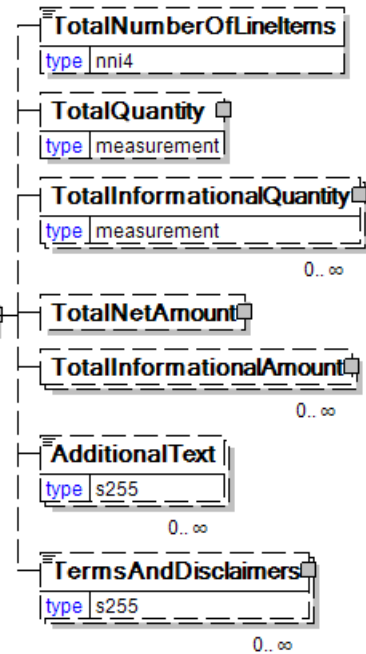 TotalNumberOfLineItems
type nni4
TotalQuantity
type measurement
TotalInformationalQuantity
type measurement
0.. ∞
TotalNetAmount
TotalInformationalAmount
0.. ∞
AdditionalText
type s255
0.. ∞
TermsAndDisclaimers
type s255
0.. ∞